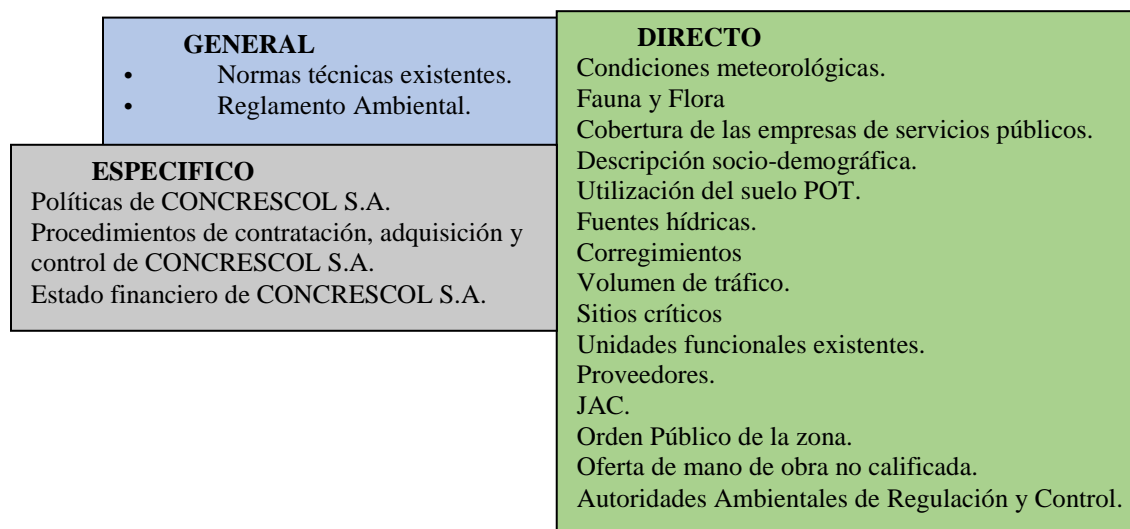 GENERAL
• Normas técnicas existentes.
• Reglamento Ambiental.
ESPECIFICO
Políticas de CONCRESCOL S.A.
Procedimientos de contratación, adquisición y
control de CONCRESCOL S.A.
Estado financiero de CONCRESCOL S.A.
DIRECTO
Condiciones meteorológicas.
Fauna y Flora
Cobertura de las empresas de servicios públicos.
Descripción socio-demográfica.
Utilización del suelo POT.
Fuentes hídricas.
Corregimientos
Volumen de tráfico.
Sitios críticos
Unidades funcionales existentes.
Proveedores.
JAC.
Orden Público de la zona.
Oferta de mano de obra no calificada.
Autoridades Ambientales de Regulación y Control.